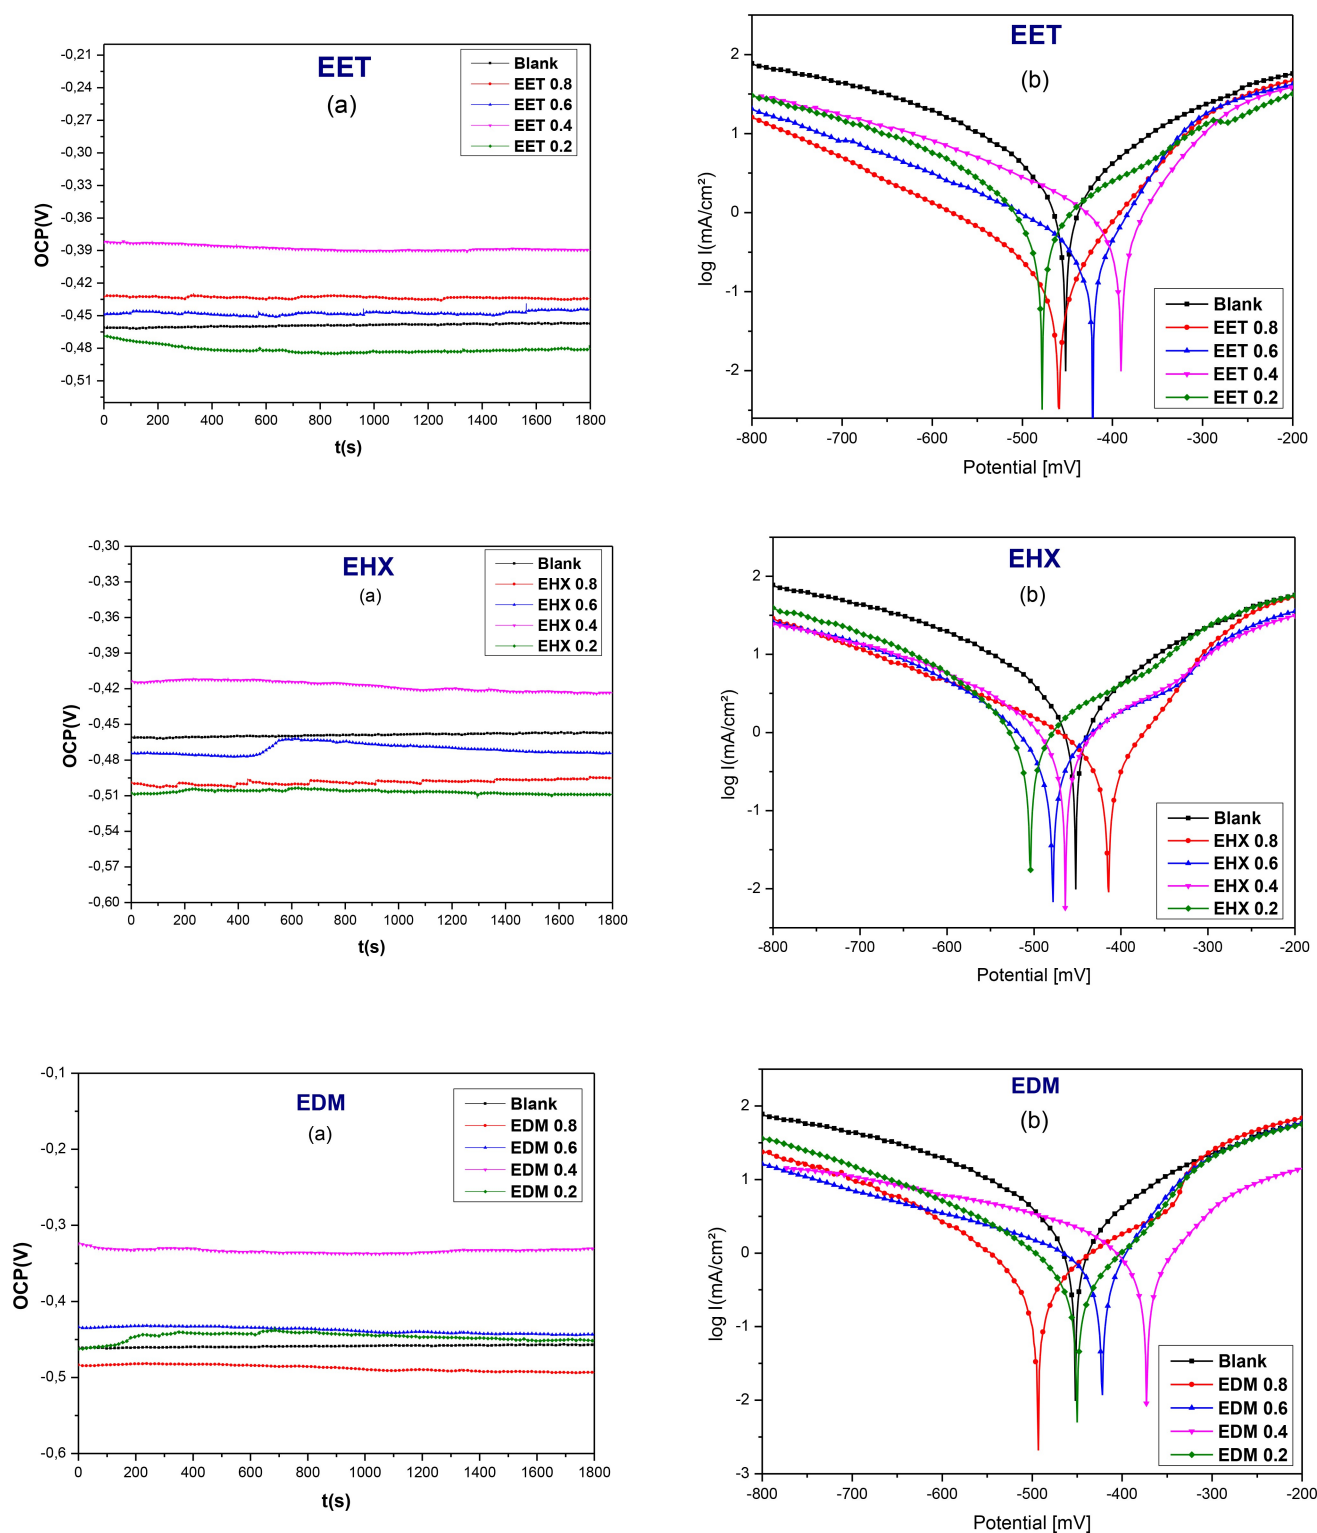 EET
(a)
Blank
EET 0.8
EET 0.6
EET 0.4
EET 0.2
-0,21
-0,24
-0,27
-0,30
-0,33
-0,36
-0,39
-0,42
-0,45
-0,48
-0,51
OCP(V)
0 200 400 600 800 1000 1200 1400 1600 1800
t(s)
EET
(b)
2
1
0
-1
-2
log I(mA/cm²)
Blank
EET 0.8
EET 0.6
EET 0.4
EET 0.2
-800 -700 -600 -500 -400 -300 -200
Potential [mV]
EHX
(a)
Blank
EHX 0.8
EHX 0.6
EHX 0.4
EHX 0.2
-0,30
-0,33
-0,36
-0,39
-0,42
-0,45
-0,48
-0,51
-0,54
-0,57
-0,60
OCP(V)
0 200 400 600 800 1000 1200 1400 1600 1800
t(s)
EHX
(b)
2
1
0
-1
-2
log I(mA/cm²)
Blank
EHX 0.8
EHX 0.6
EHX 0.4
EHX 0.2
-800 -700 -600 -500 -400 -300 -200
Potential [mV]
EDM
(a)
Blank
EDM 0.8
EDM 0.6
EDM 0.4
EDM 0.2
-0,1
-0,2
-0,3
-0,4
-0,5
-0,6
OCP(V)
0 200 400 600 800 1000 1200 1400 1600 1800
t(s)
EDM
(b)
2
1
0
-1
-2
-3
log I(mA/cm²)
Blank
EDM 0.8
EDM 0.6
EDM 0.4
EDM 0.2
-800 -700 -600 -500 -400 -300 -200
Potential [mV]